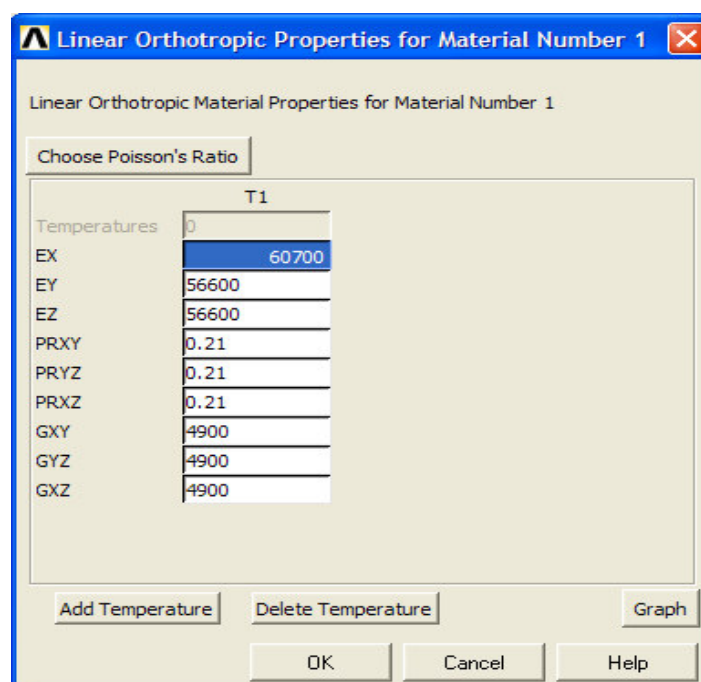 Linear Orthotropic Properties for Material Number 1
Linear Orthotropic Material Properties for Material Number 1
Choose Poisson's Ratio
T1
Temperatures 0
EX 60700
EY 56600
EZ 56600
PRXY 0.21
PRYZ 0.21
PRXZ 0.21
GXY 4900
GYZ 4900
GXZ 4900
Add Temperature Delete Temperature Graph
OK Cancel Help